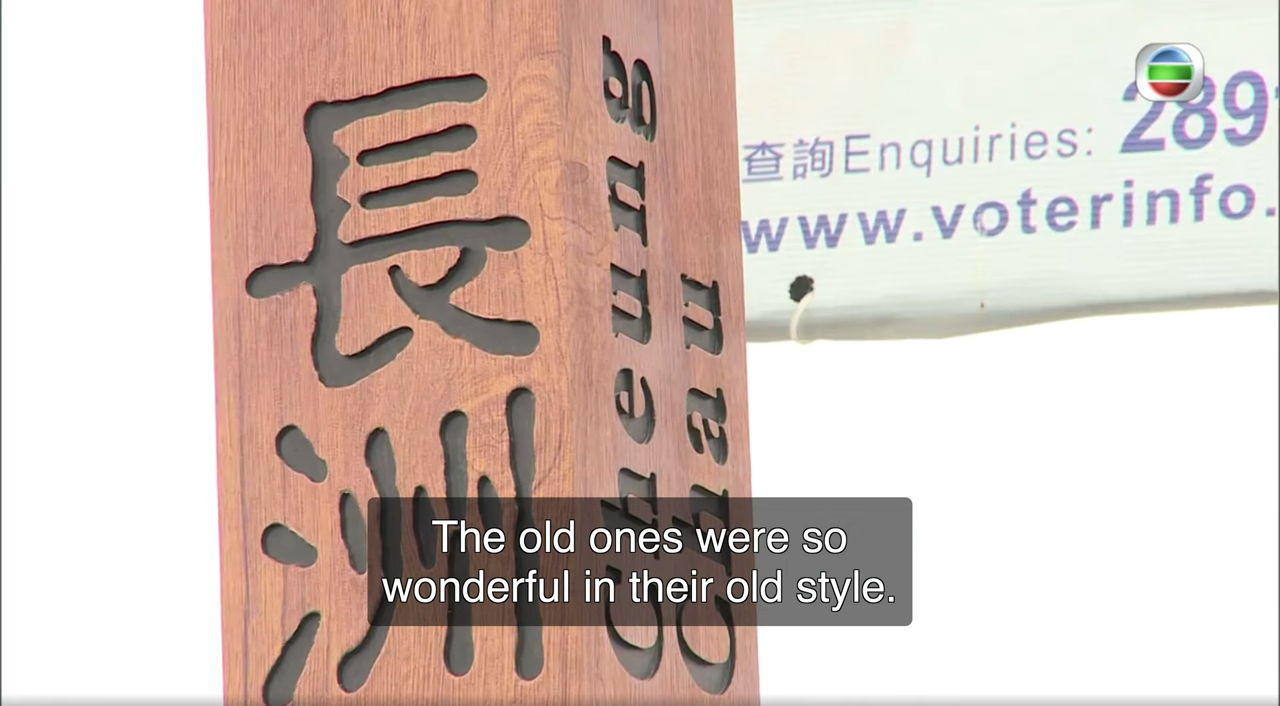 長洲
Cheung
Chau
查詢Enquiries: 289
www.voterinfo.
The old ones were so
wonderful in their old style.